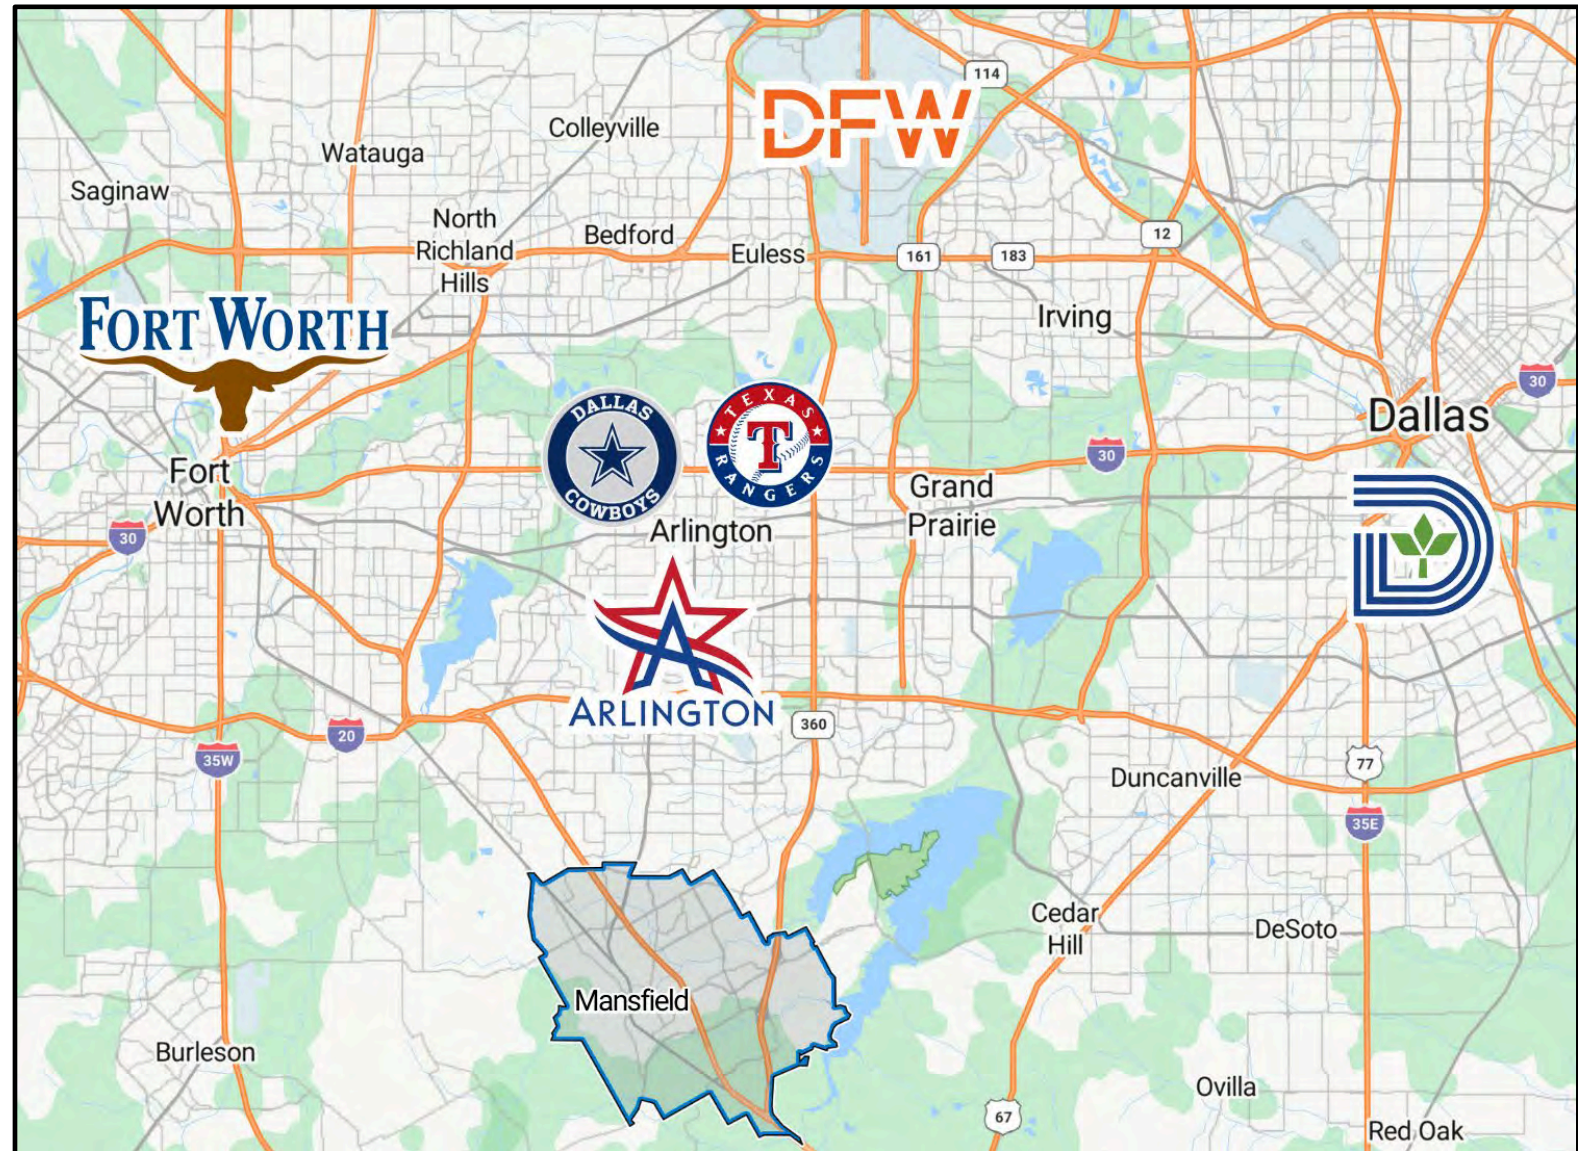 114
DFW
Colleyville
Watauga
Saginaw
North
Richland
Hills
Bedford
Euless
12
161
183
Irving
FORT WORTH
30
DALLAS
COWBOYS
TEXAS
RANGERS
Dallas
30
Fort
Worth
30
Grand
Prairie
Arlington
D
A
ARLINGTON
360
20
35W
77
Duncanville
35E
Cedar
Hill
DeSoto
Mansfield
Burleson
Ovilla
67
Red Oak